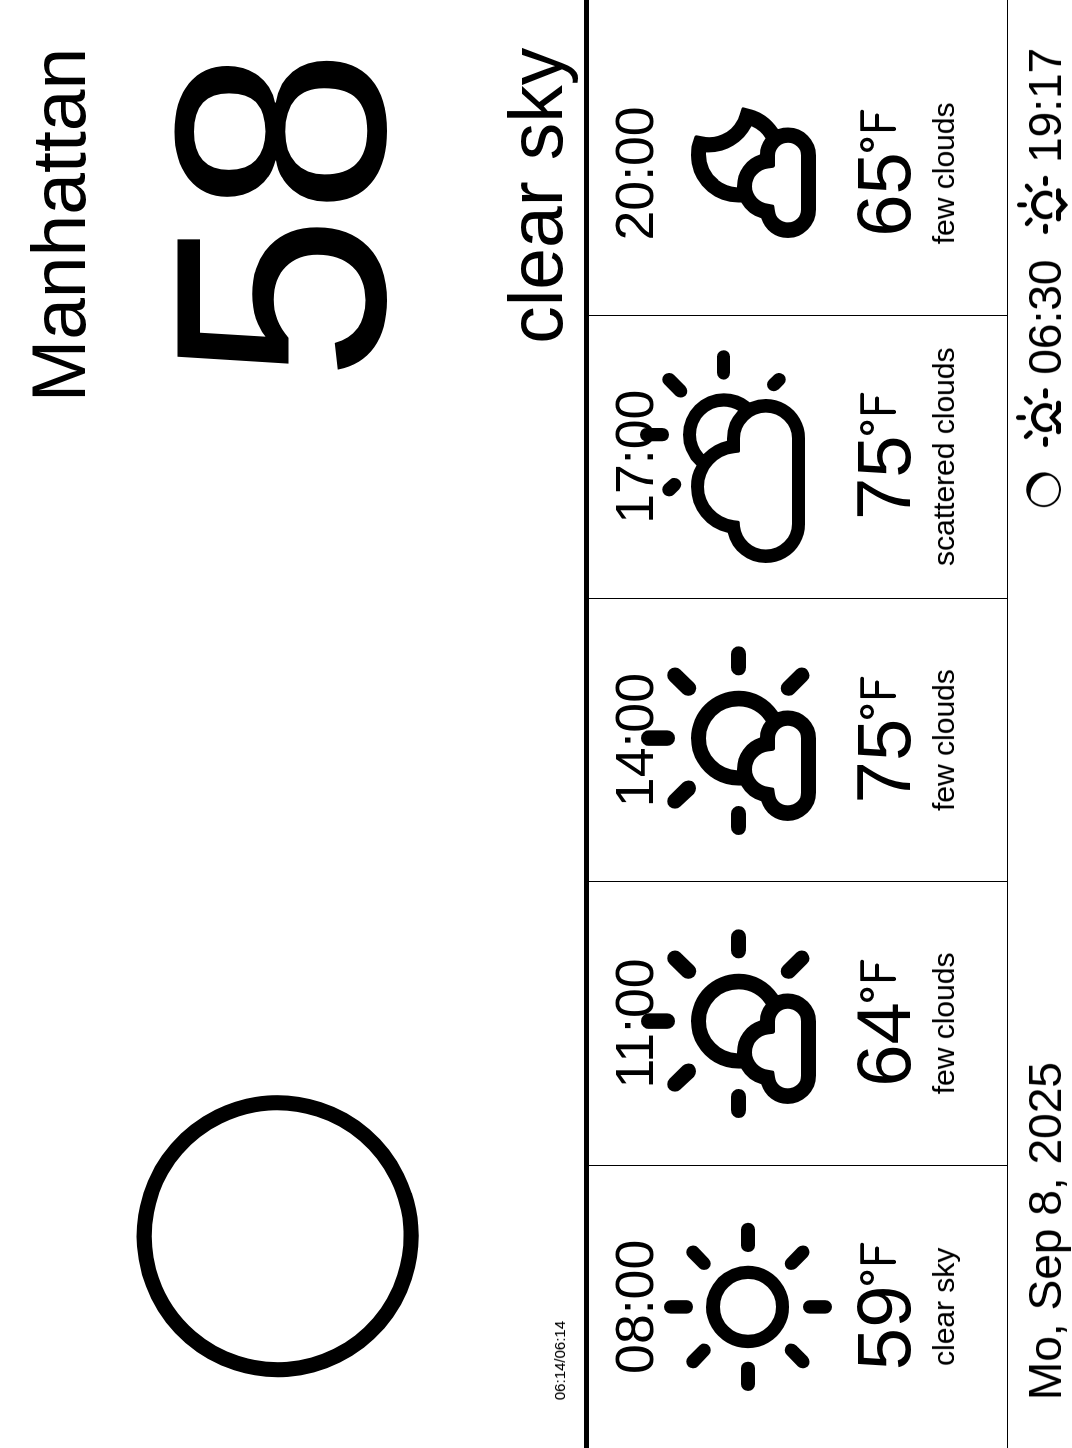 Manhattan
58
clear sky
06:14/06:14
08:00
59°F
clear sky
11:00
64°F
few clouds
14:00
75°F
few clouds
17:00
75°F
scattered clouds
20:00
65°F
few clouds
Mo, Sep 8, 2025
06:30
19:17